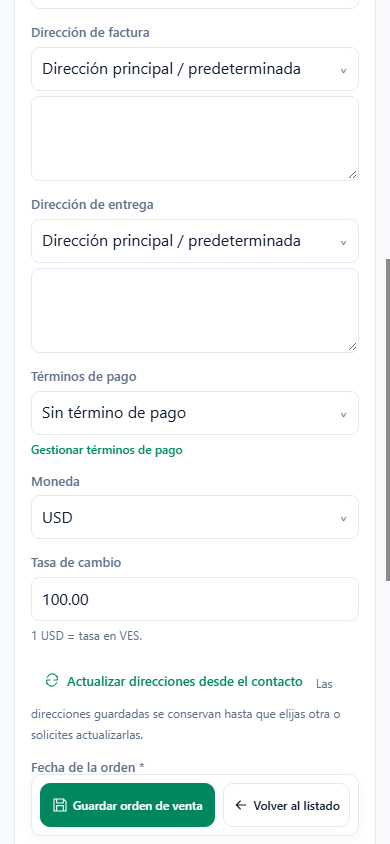 Dirección de factura
Dirección principal / predeterminada
Dirección de entrega
Dirección principal / predeterminada
Términos de pago
Sin término de pago
Gestionar términos de pago
Moneda
USD
Tasa de cambio
100.00
1 USD = tasa en VES.
Actualizar direcciones desde el contacto Las
direcciones guardadas se conservan hasta que elijas otra o
solicites actualizarlas.
Fecha de la orden *
Guardar orden de venta
Volver al listado